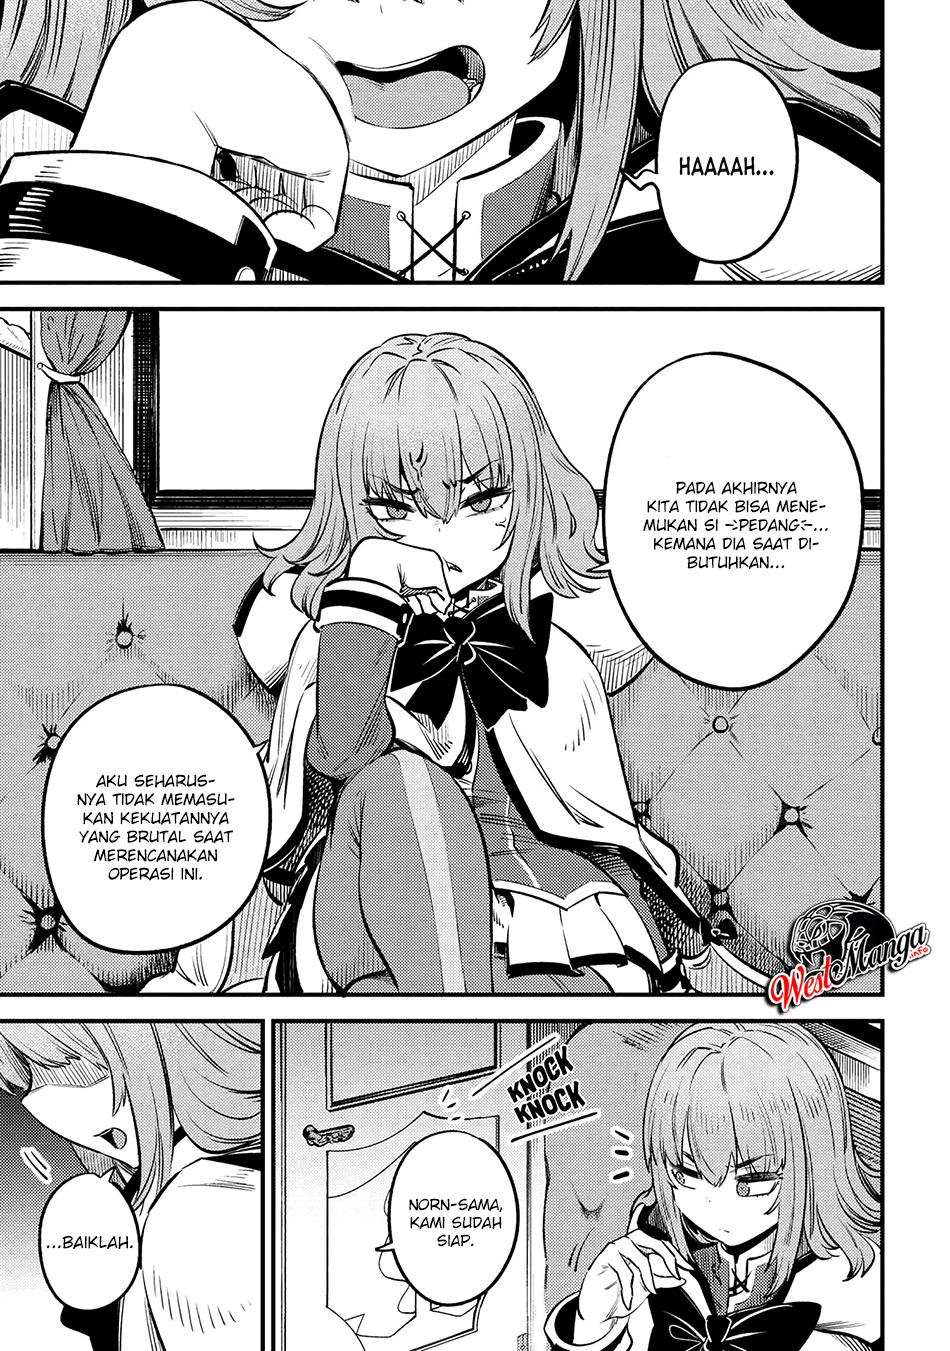 HAAAAH...
PADA AKHIRNYA
KITA TIDAK BISA MENE-
MUKAN SI ->PEDANG<-...
KEMANA DIA SAAT DI-
BUTUHKAN...
AKU SEHARUS-
NYA TIDAK MEMASU-
KAN KEKUATANNYA
YANG BRUTAL SAAT
MERENCANAKAN
OPERASI INI.
WestManga
.info
KNOCK
KNOCK
NORN-SAMA,
KAMI SUDAH
SIAP.
...BAIKLAH.